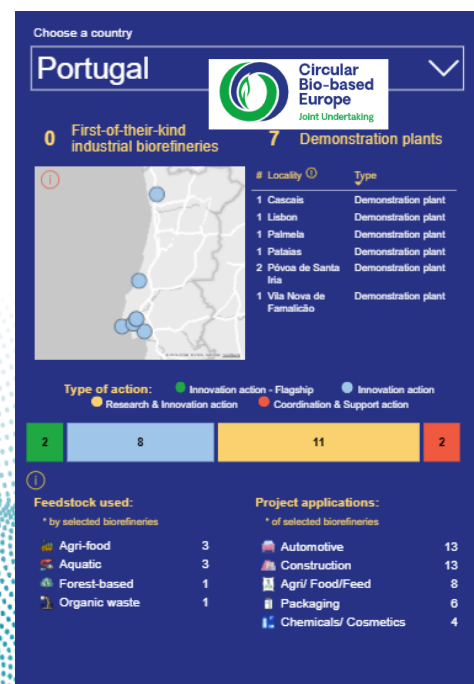 Choose a country
Portugal
Circular
Bio-based
Europe
Joint Undertaking
0 First-of-their-kind
industrial biorefineries
7 Demonstration plants
# Locality Type
1 Cascais Demonstration plant
1 Lisbon Demonstration plant
1 Palmela Demonstration plant
1 Pataias Demonstration plant
2 Póvoa de Santa Demonstration plant
Iria
1 Vila Nova de Demonstration plant
Famalicão
Type of action: Innovation action - Flagship Innovation action
Research & Innovation action Coordination & Support action
2 8 11 2
Feedstock used:
* by selected biorefineries
Agri-food 3
Aquatic 3
Forest-based 1
Organic waste 1
Project applications:
* of selected biorefineries
Automotive 13
Construction 13
Agri/ Food/Feed 8
Packaging 6
Chemicals/ Cosmetics 4